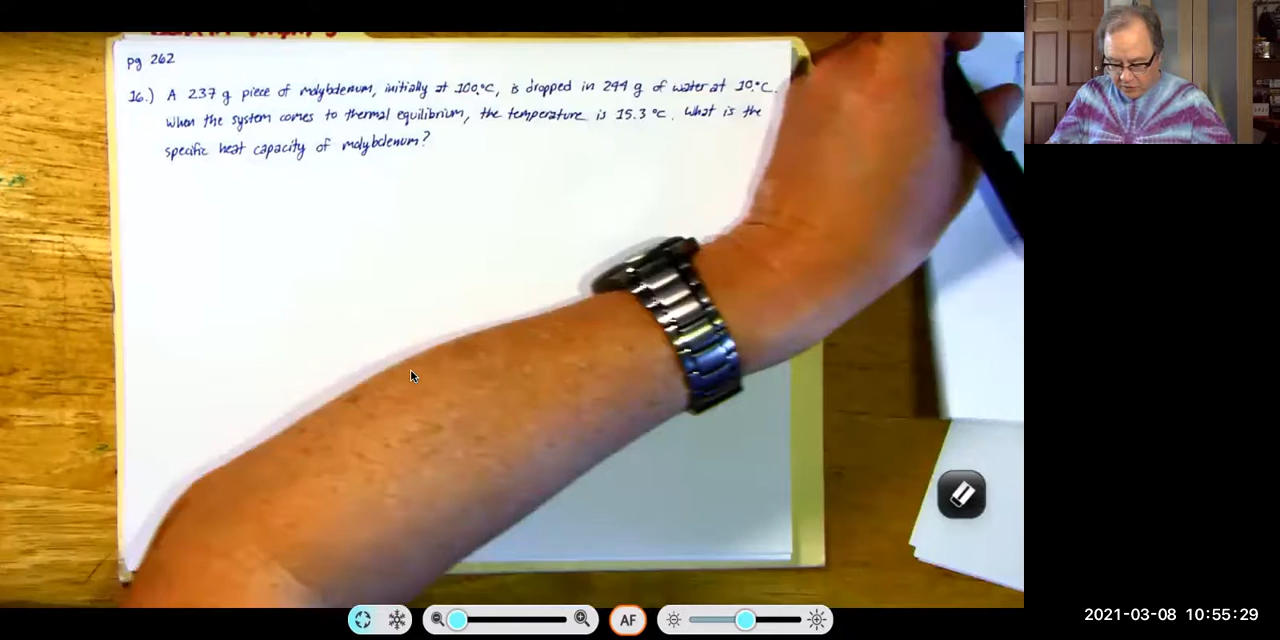 pg 262
16.) A 237 g piece of molybdenum, initially at 100.°C, is dropped in 244 g of water at 10.°C.
When the system comes to thermal equilibrium, the temperature is 15.3 °C. What is the
specific heat capacity of molybdenum?
AF
2021-03-08 10:55:29